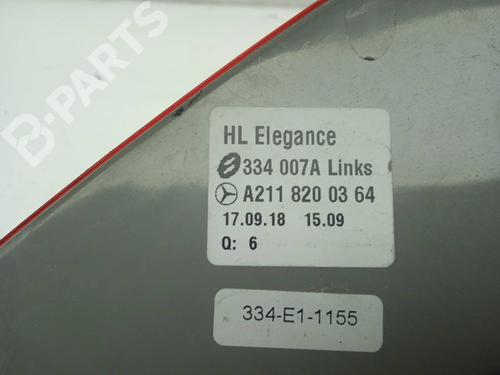 B-PARTS
HL Elegance
334 007A Links
A211 820 03 64
17.09.18 15.09
Q: 6
334-E1-1155